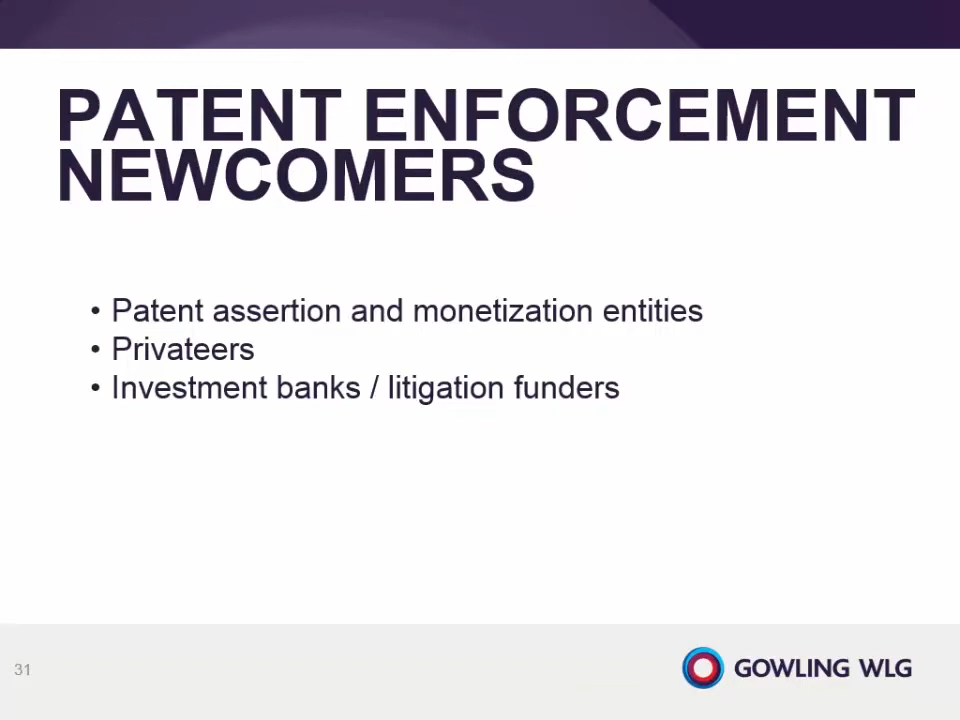 PATENT ENFORCEMENT
NEWCOMERS
• Patent assertion and monetization entities
• Privateers
• Investment banks / litigation funders
31
GOWLING WLG